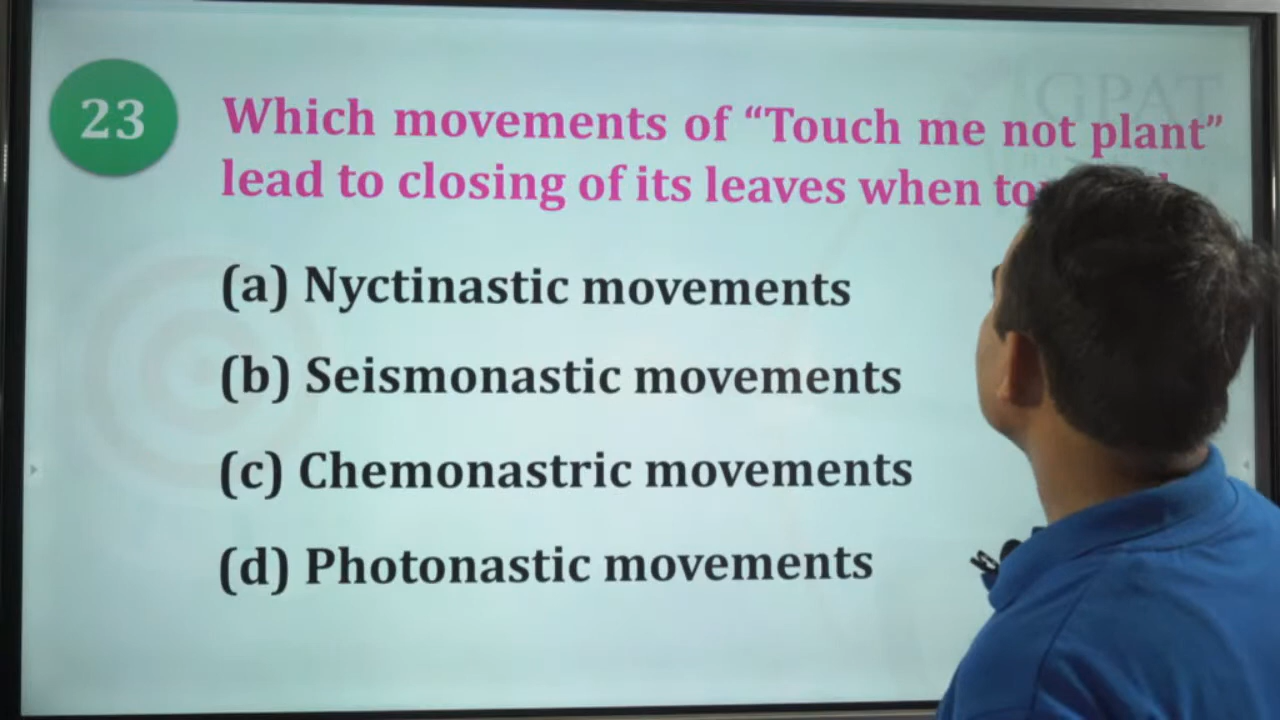 23
Which movements of “Touch me not plant”
lead to closing of its leaves when
(a) Nyctinastic movements
(b) Seismonastic movements
(c) Chemonastric movements
(d) Photonastic movements
GPAT